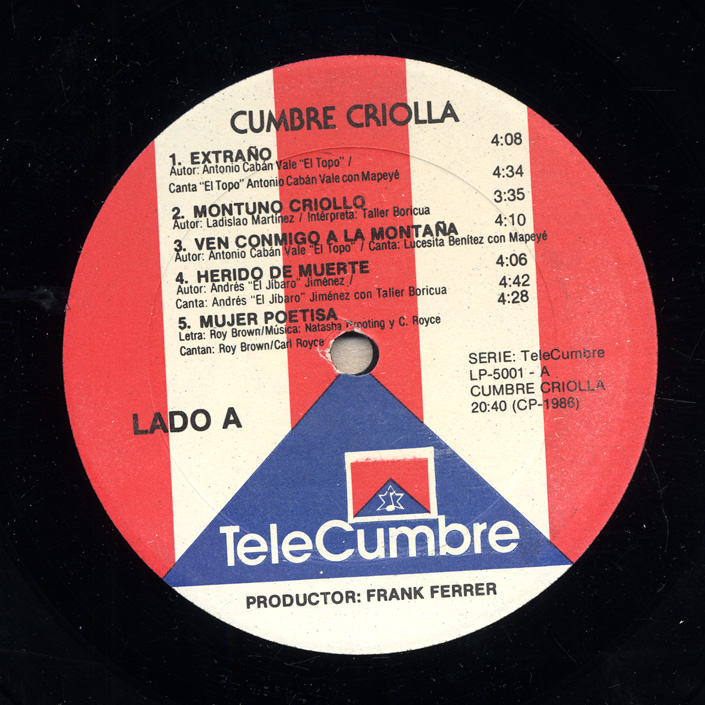 CUMBRE CRIOLLA
1. EXTRAÑO 4:08
Autor: Antonio Cabán Vale "El Topo" /
Canta "El Topo" Antonio Cabán Vale con Mapeyé 4:34
2. MONTUNO CRIOLLO 3:35
Autor: Ladislao Martínez / Intérpreta: Taller Boricua
3. VEN CONMIGO A LA MONTAÑA 4:10
Autor: Antonio Cabán Vale "El Topo" / Canta: Lucesita Benítez con Mapeyé
4. HERIDO DE MUERTE 4:06
Autor: Andrés "El Jíbaro" Jiménez / 4:42
Canta: Andrés "El Jíbaro" Jiménez con Taller Boricua 4:28
5. MUJER POETISA
Letra: Roy Brown/Música: Natasha y C. Royce
Cantan: Roy Brown/Carl Royce
SERIE: TeleCumbre
LP-5001 - A
CUMBRE CRIOLLA
20:40 (CP-1986)
LADO A
TeleCumbre
PRODUCTOR: FRANK FERRER